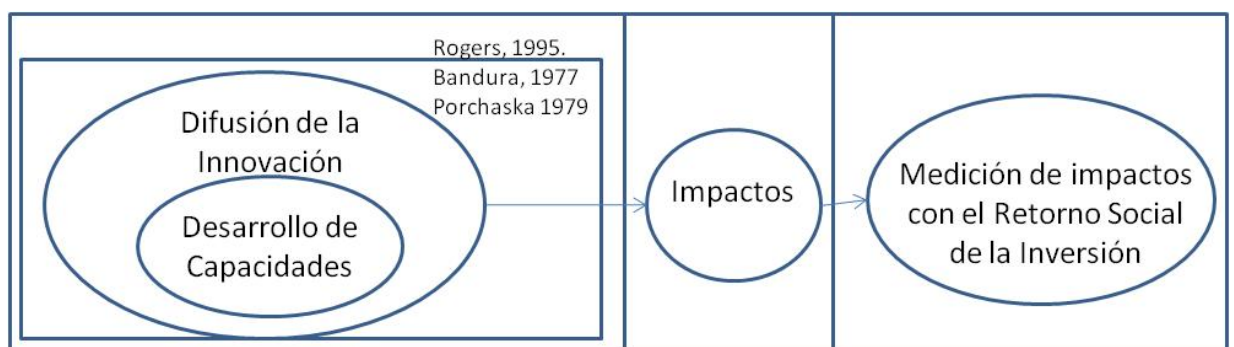 Rogers, 1995.
Bandura, 1977
Porchaska 1979
Difusión de la
Innovación
Desarrollo de
Capacidades
Impactos
Medición de impactos
con el Retorno Social
de la Inversión